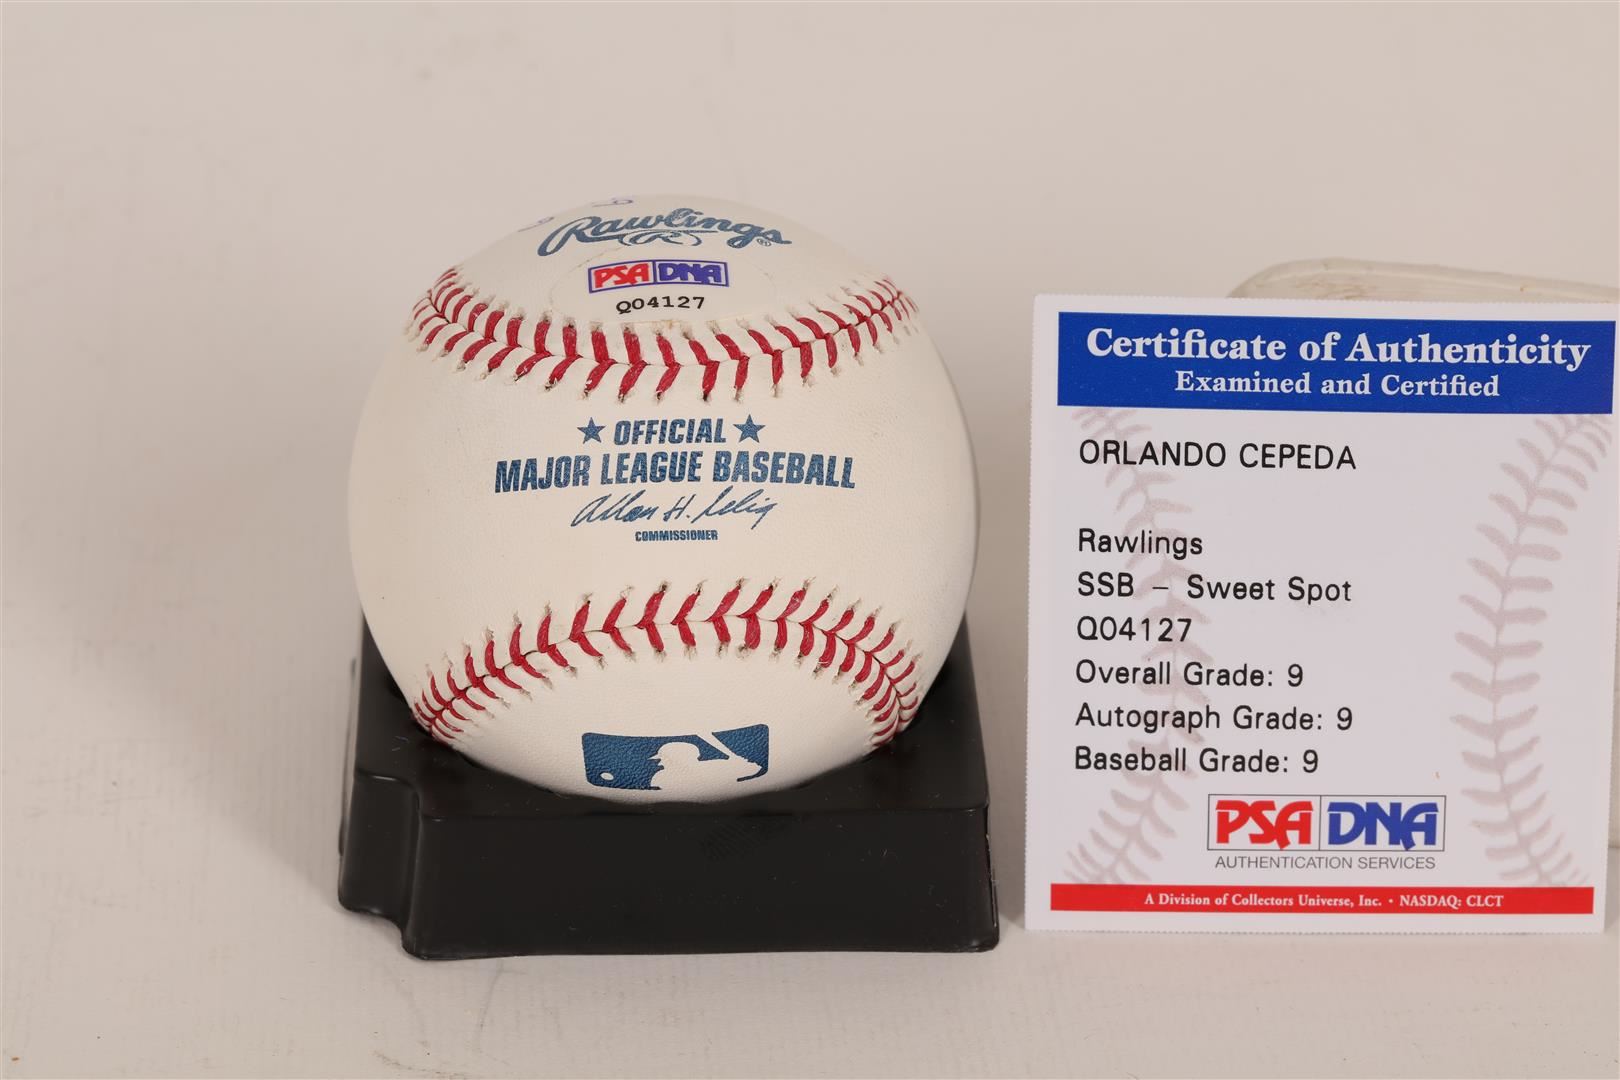 Rawlings
R
PSA DNA
Q04127
★ OFFICIAL ★
MAJOR LEAGUE BASEBALL
Allan H. Selig
COMMISSIONER
Certificate of Authenticity
Examined and Certified
ORLANDO CEPEDA
Rawlings
SSB - Sweet Spot
Q04127
Overall Grade: 9
Autograph Grade: 9
Baseball Grade: 9
PSA DNA
AUTHENTICATION SERVICES
A Division of Collectors Universe, Inc. • NASDAQ: CLCT